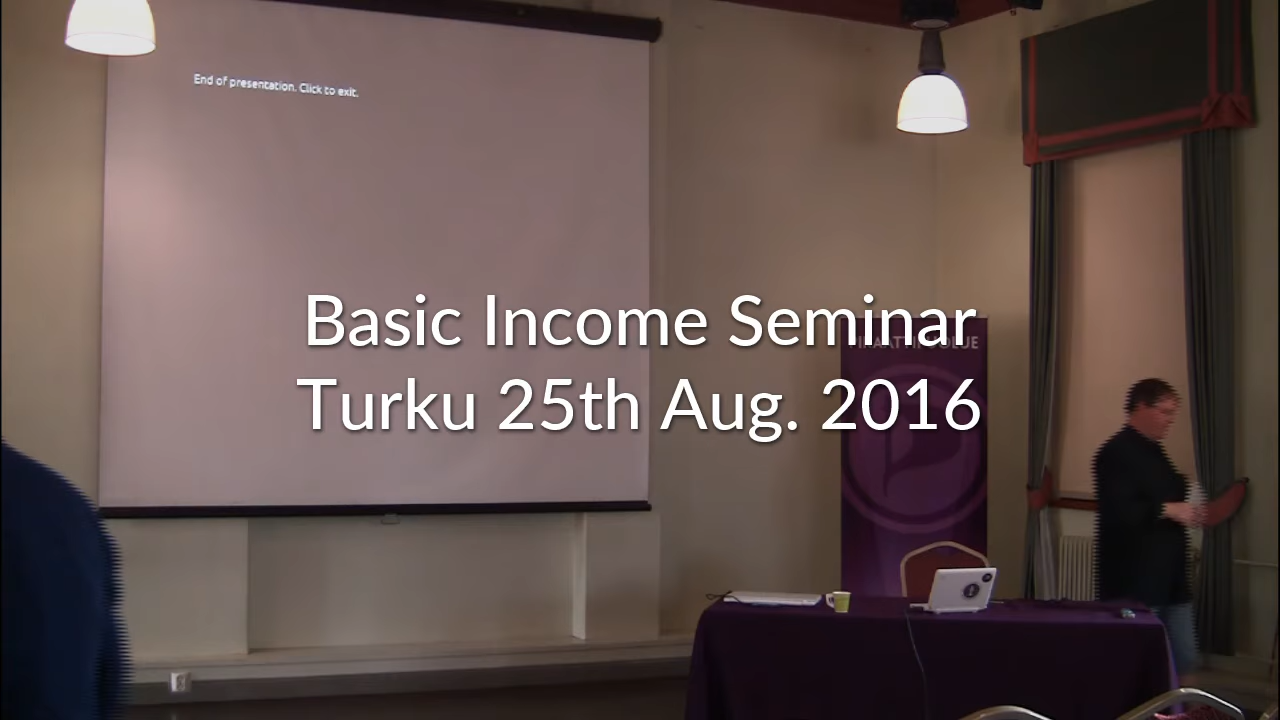 End of presentation. Click to exit.
Basic Income Seminar
Turku 25th Aug. 2016